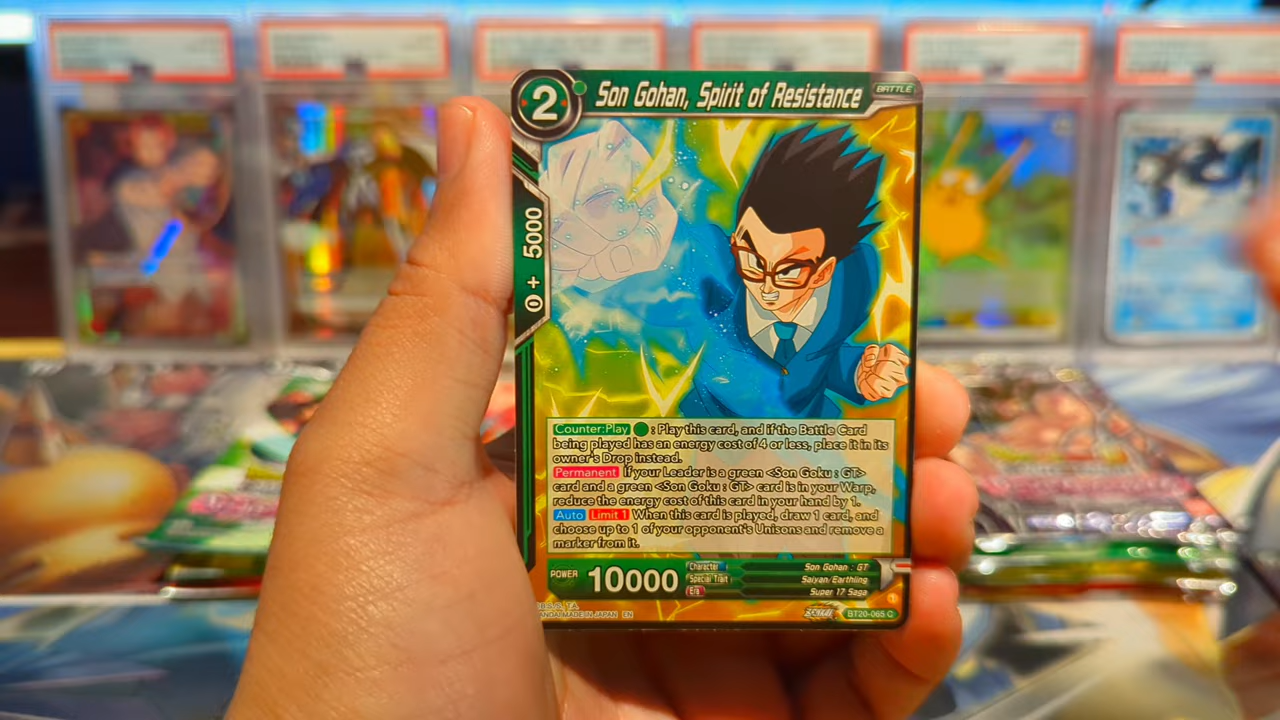 2
Son Gohan, Spirit of Resistance
BATTLE
0 + 5000
Counter:Play : Play this card, and if the Battle Card
being played has an energy cost of 4 or less, place it in its
owner's Drop instead.
Permanent If your Leader is a green <Son Goku : GT>
card and a green <Son Goku : GT> card is in your Warp,
reduce the energy cost of this card in your hand by 1.
Auto Limit 1 When this card is played, draw 1 card, and
choose up to 1 of your opponent's Unisons and remove a
marker from it.
POWER 10000
Character Son Gohan : GT
Special Trait Saiyan/Earthling
Era Super 17 Saga
MADE IN JAPAN EN
BT20-065 C